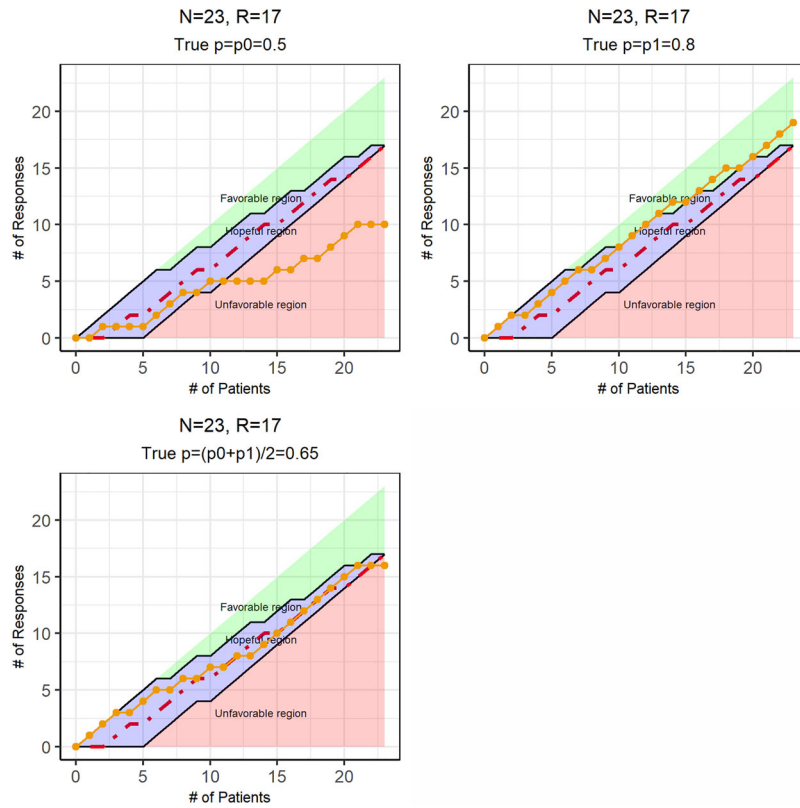 N=23, R=17
True p=p0=0.5
# of Responses
20
15
10
5
0
Favorable region
Hopeful region
Unfavorable region
0 5 10 15 20
# of Patients
N=23, R=17
True p=p1=0.8
# of Responses
20
15
10
5
0
Favorable region
Hopeful region
Unfavorable region
0 5 10 15 20
# of Patients
N=23, R=17
True p=(p0+p1)/2=0.65
# of Responses
20
15
10
5
0
Favorable region
Hopeful region
Unfavorable region
0 5 10 15 20
# of Patients